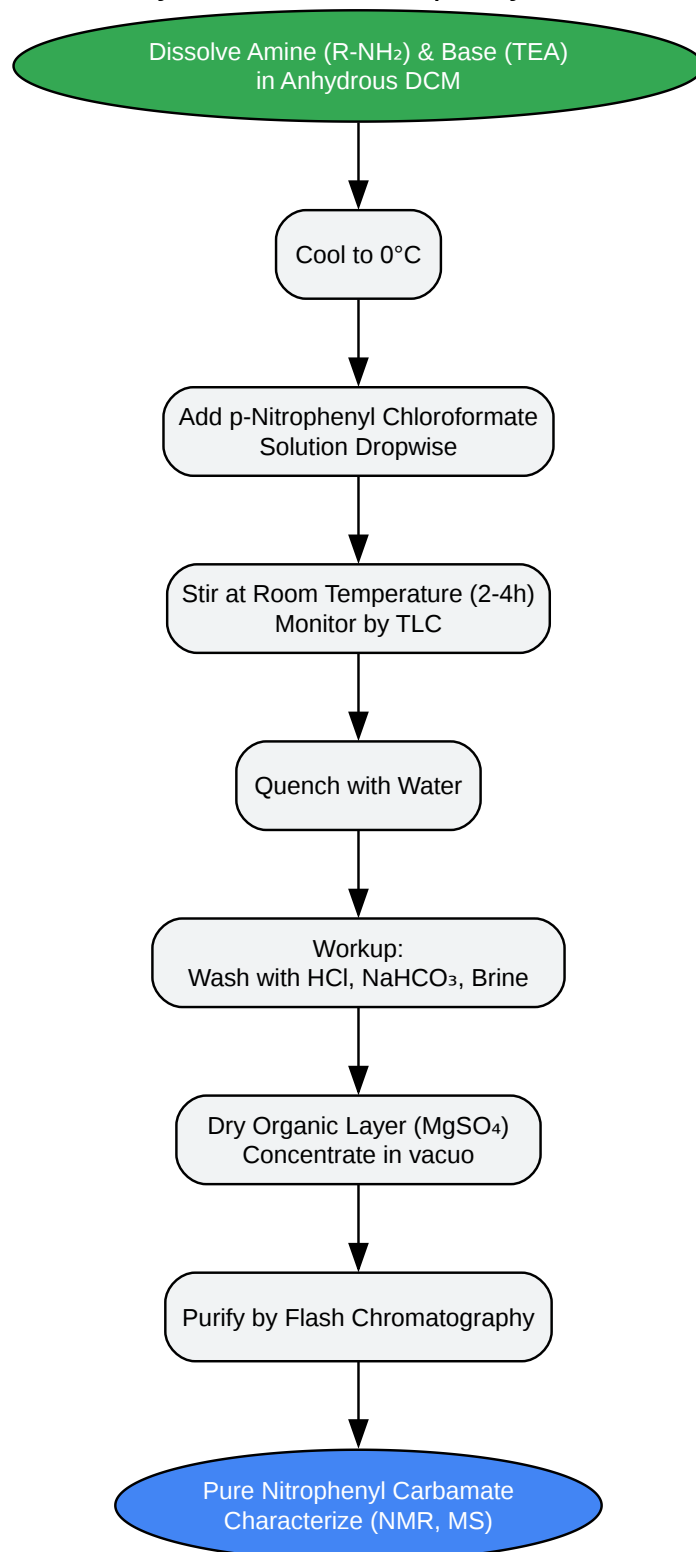 Dissolve Amine (R-NH₂) & Base (TEA)
in Anhydrous DCM
Cool to 0°C
Add p-Nitrophenyl Chloroformate
Solution Dropwise
Stir at Room Temperature (2-4h)
Monitor by TLC
Quench with Water
Workup:
Wash with HCl, NaHCO₃, Brine
Dry Organic Layer (MgSO₄)
Concentrate in vacuo
Purify by Flash Chromatography
Pure Nitrophenyl Carbamate
Characterize (NMR, MS)